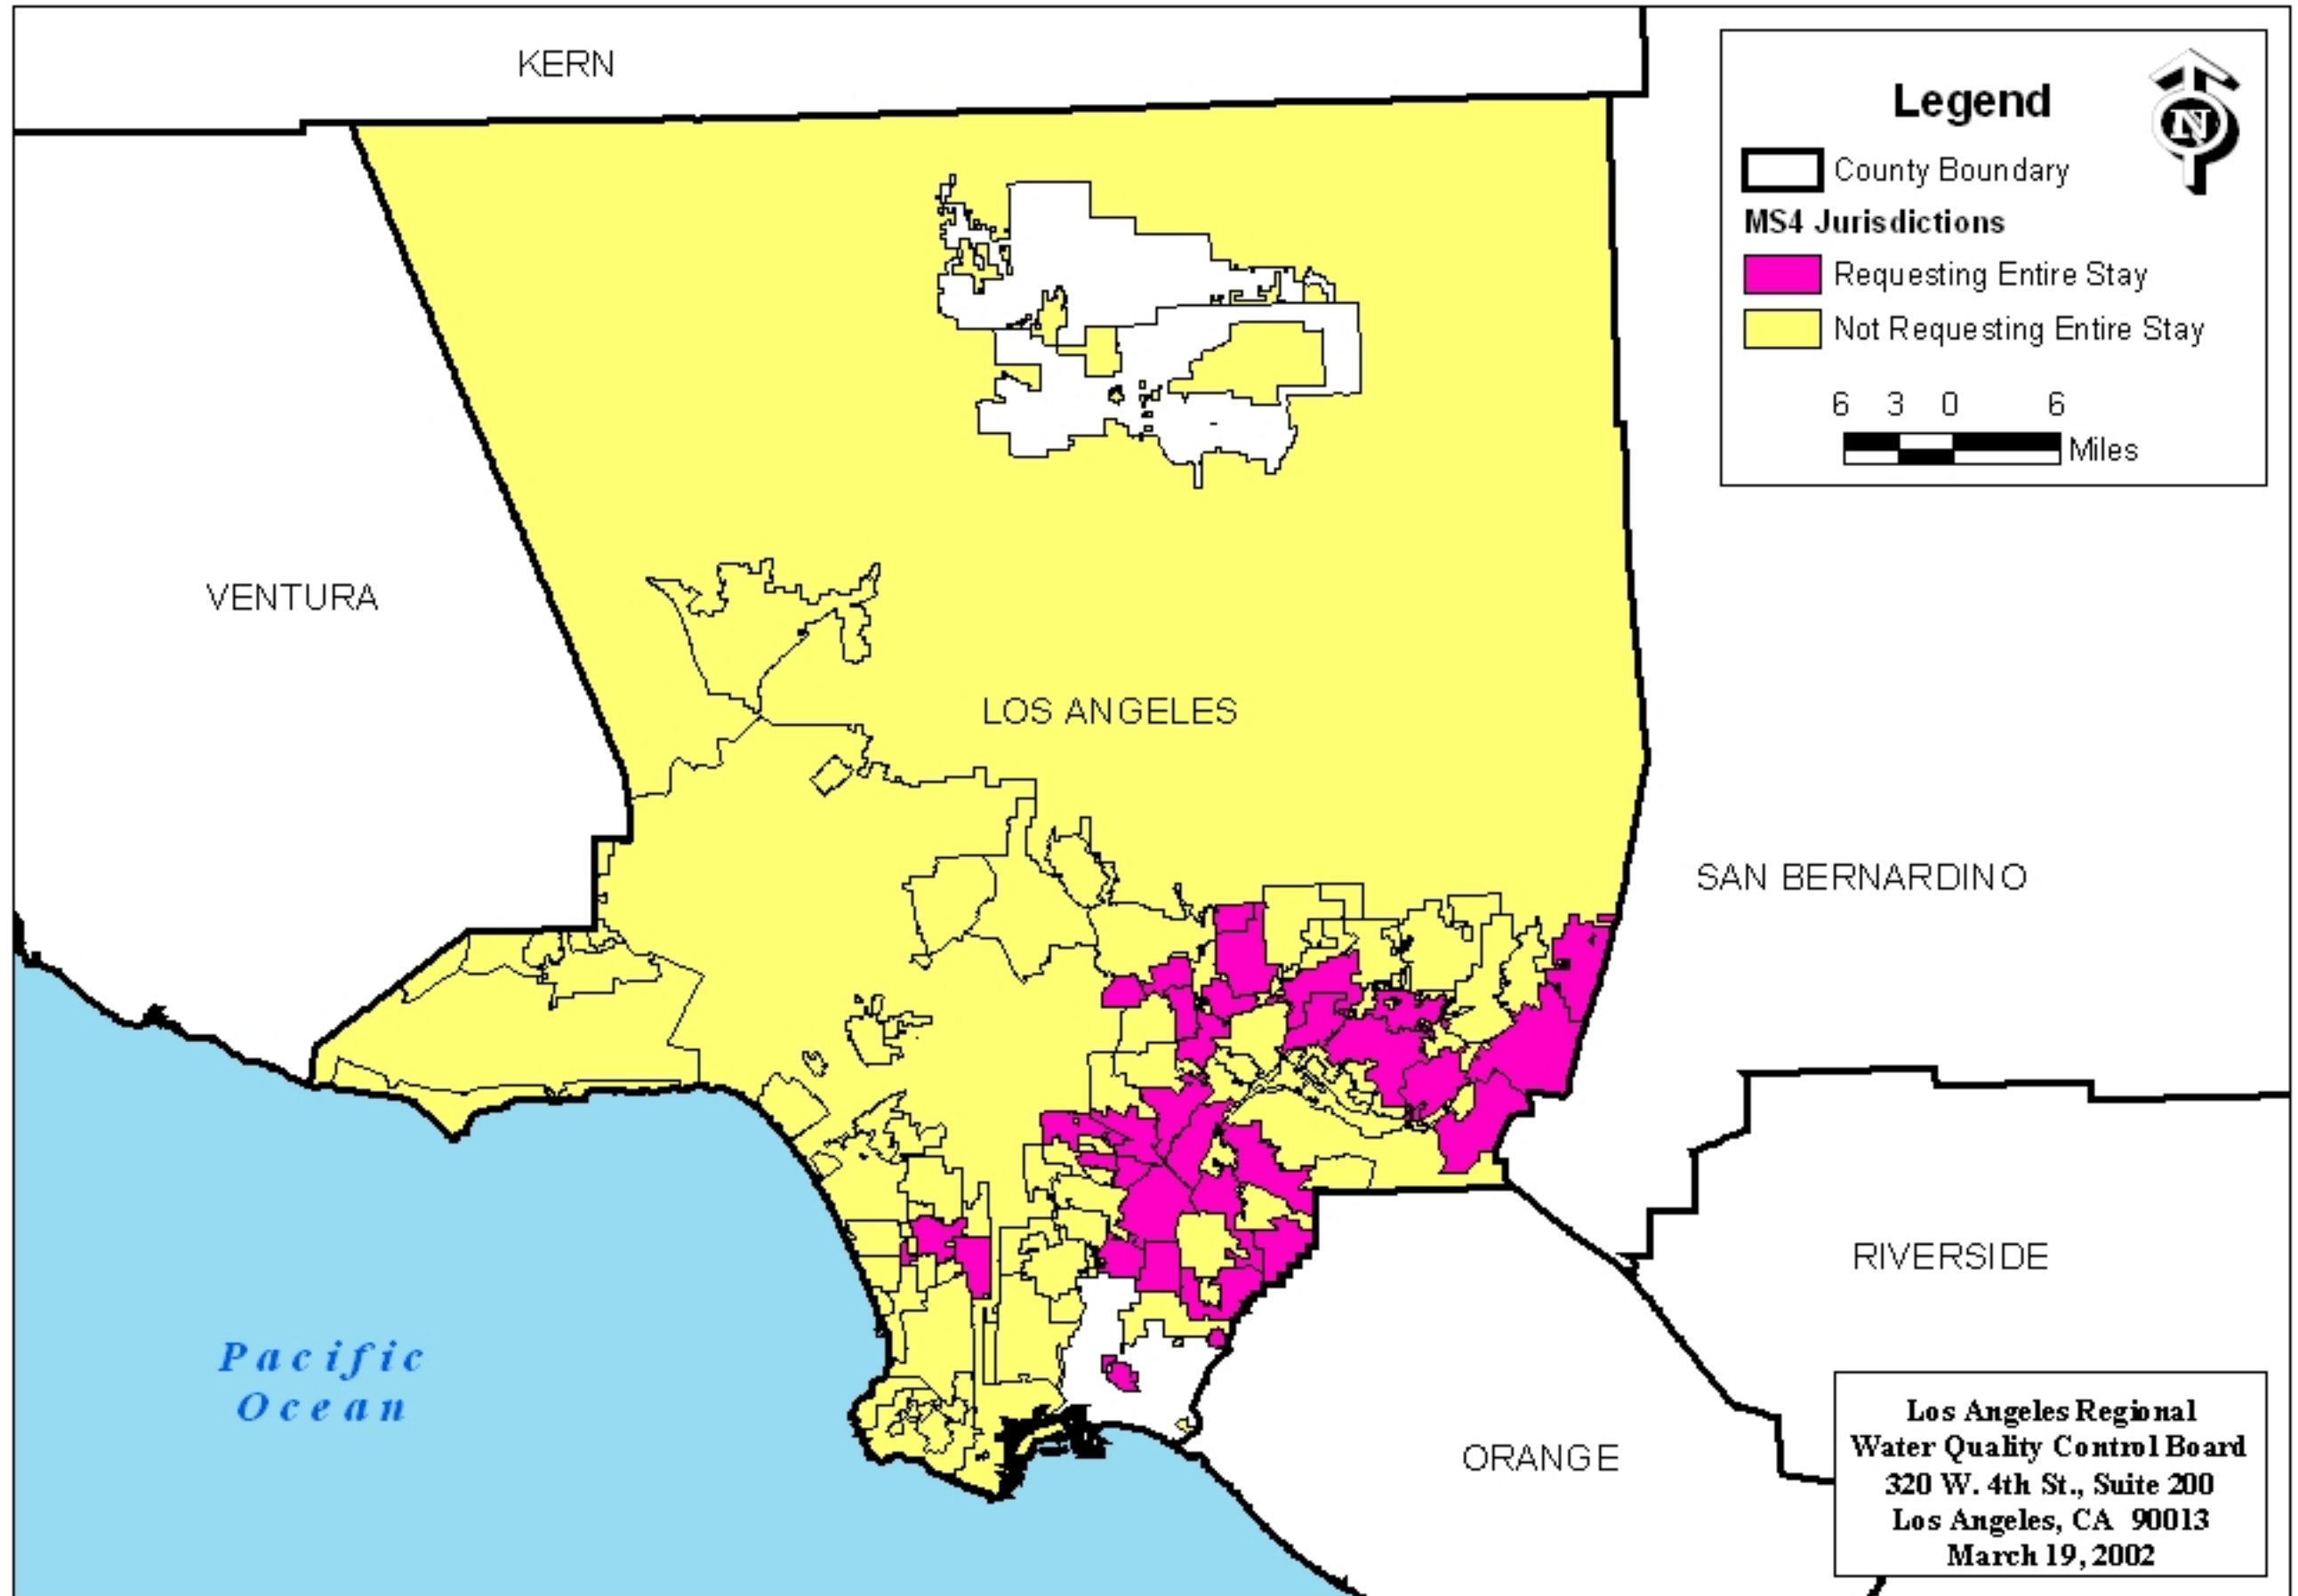 KERN
Legend
N
County Boundary
MS4 Jurisdictions
Requesting Entire Stay
Not Requesting Entire Stay
6 3 0 6
Miles
VENTURA
LOS ANGELES
SAN BERNARDINO
RIVERSIDE
Pacific
Ocean
ORANGE
Los Angeles Regional
Water Quality Control Board
320 W. 4th St., Suite 200
Los Angeles, CA 90013
March 19, 2002